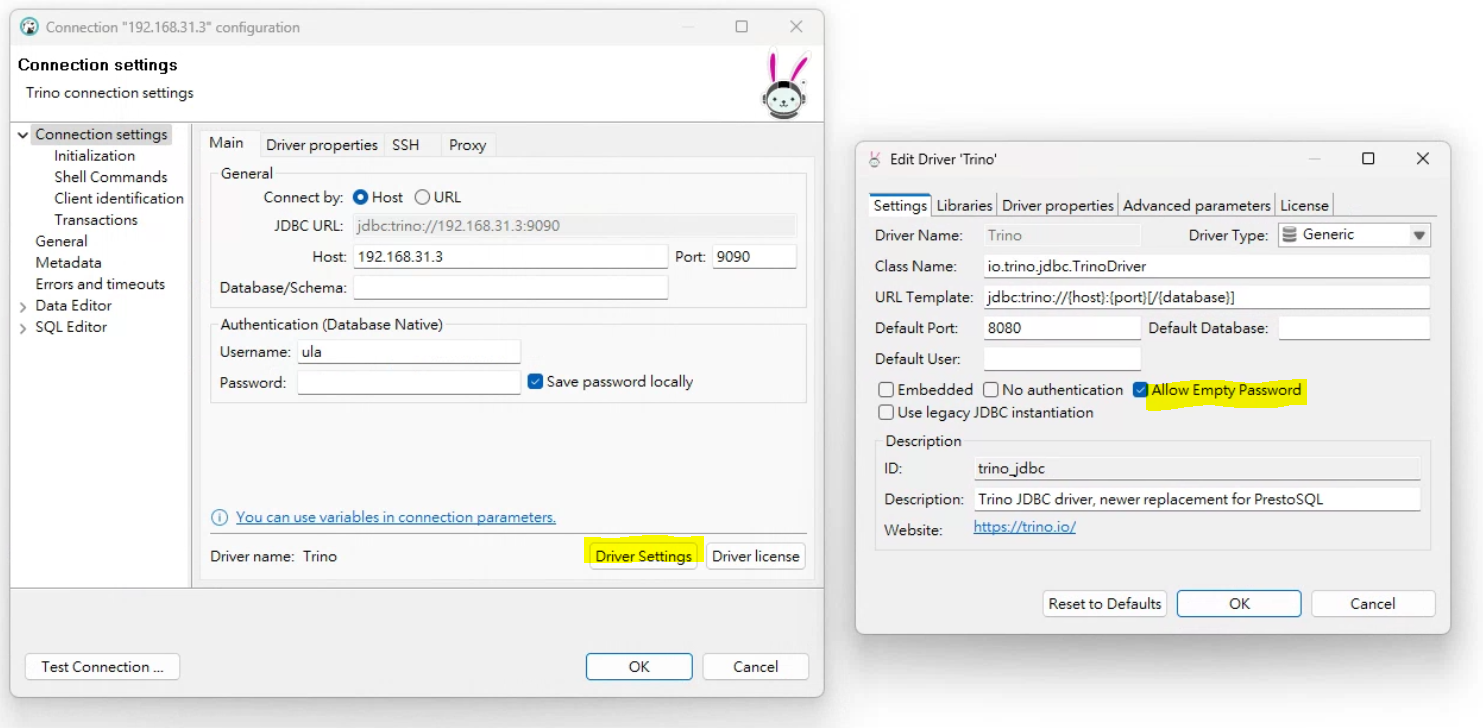 Connection "192.168.31.3" configuration
Connection settings
Trino connection settings
Connection settings
Initialization
Shell Commands
Client identification
Transactions
General
Metadata
Errors and timeouts
Data Editor
SQL Editor
Main Driver properties SSH Proxy
General
Connect by: Host URL
JDBC URL: jdbc:trino://192.168.31.3:9090
Host: 192.168.31.3 Port: 9090
Database/Schema:
Authentication (Database Native)
Username: ula
Password: Save password locally
You can use variables in connection parameters.
Driver name: Trino Driver Settings Driver license
Test Connection ... OK Cancel
Edit Driver 'Trino'
Settings Libraries Driver properties Advanced parameters License
Driver Name: Trino Driver Type: Generic
Class Name: io.trino.jdbc.TrinoDriver
URL Template: jdbc:trino://{host}:{port}[/{database}]
Default Port: 8080 Default Database:
Default User:
Embedded No authentication Allow Empty Password
Use legacy JDBC instantiation
Description
ID: trino_jdbc
Description: Trino JDBC driver, newer replacement for PrestoSQL
Website: https://trino.io/
Reset to Defaults OK Cancel